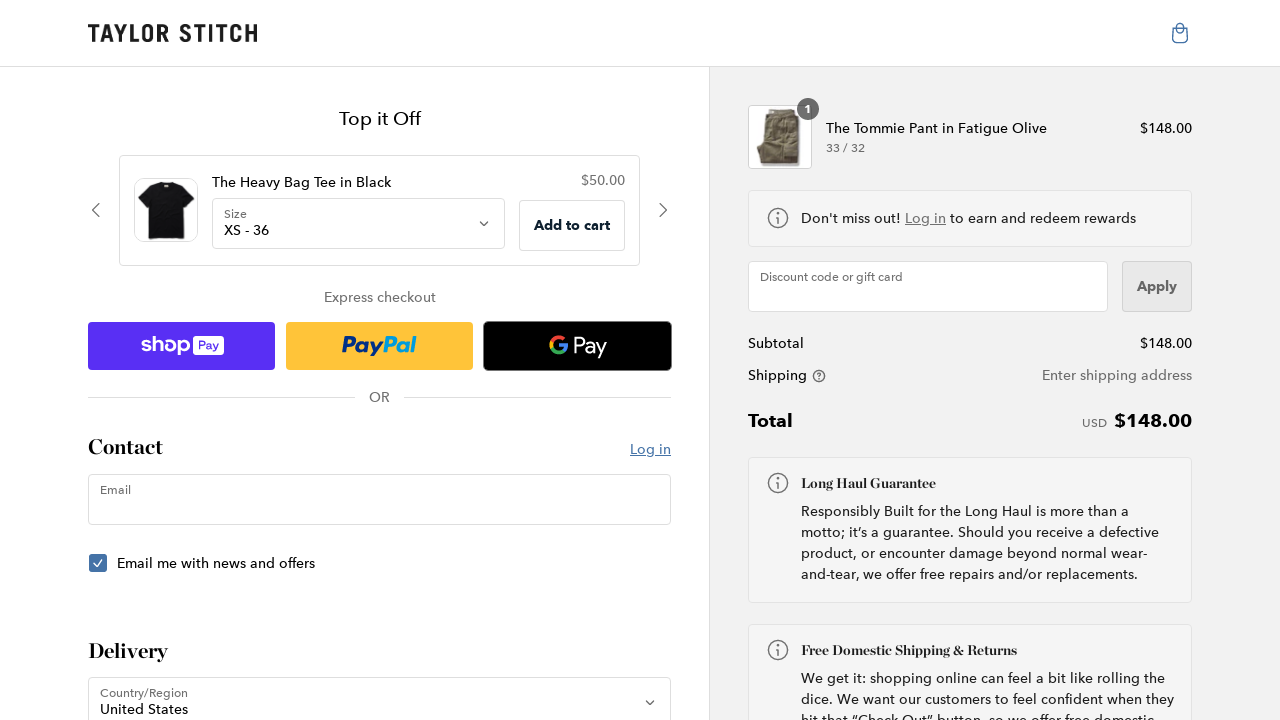 TAYLOR STITCH
Top it Off
The Heavy Bag Tee in Black
$50.00
Size
XS - 36
Add to cart
Express checkout
shop Pay
PayPal
G Pay
OR
Contact
Log in
Email
Email me with news and offers
Delivery
Country/Region
United States
1
The Tommie Pant in Fatigue Olive
$148.00
33 / 32
Don't miss out! Log in to earn and redeem rewards
Discount code or gift card
Apply
Subtotal
$148.00
Shipping
Enter shipping address
Total
USD $148.00
Long Haul Guarantee
Responsibly Built for the Long Haul is more than a
motto; it’s a guarantee. Should you receive a defective
product, or encounter damage beyond normal wear-
and-tear, we offer free repairs and/or replacements.
Free Domestic Shipping & Returns
We get it: shopping online can feel a bit like rolling the
dice. We want our customers to feel confident when they
hit that “Check Out” button, so we offer free domestic